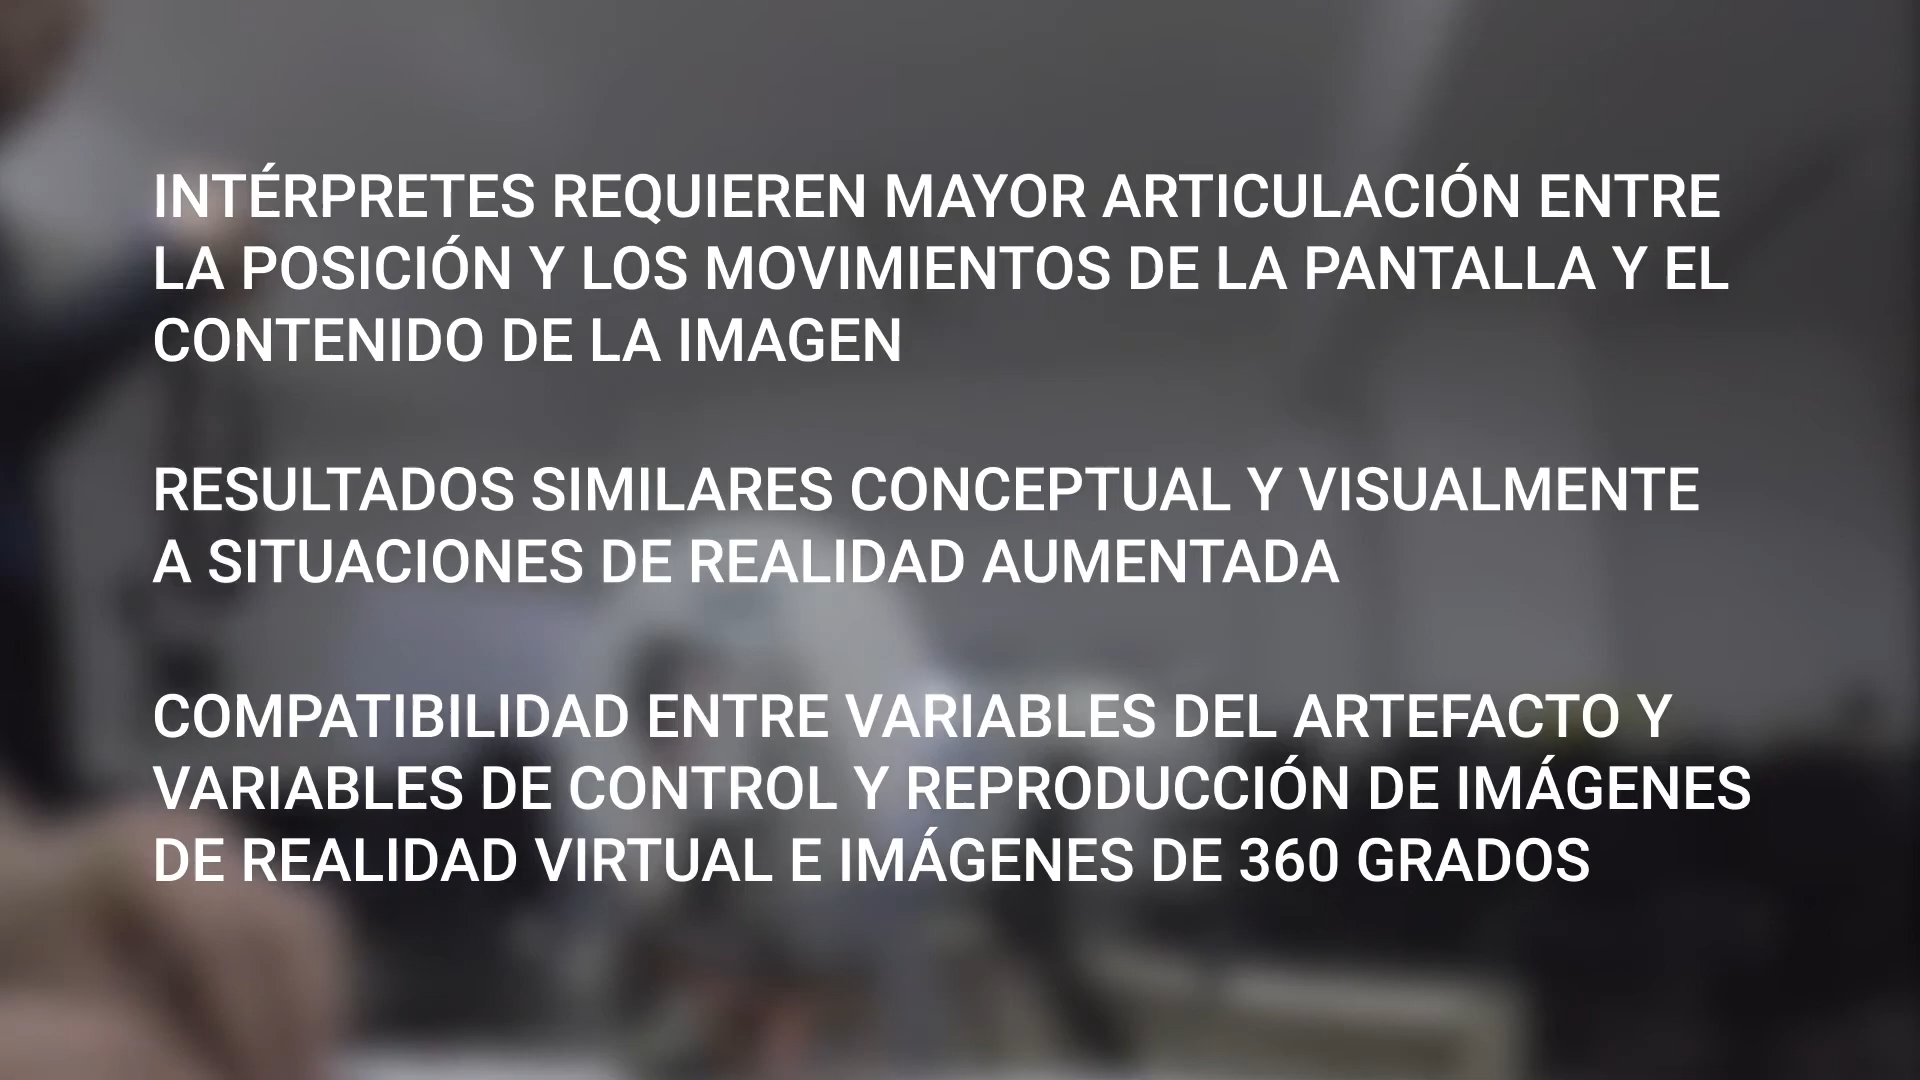 INTÉRPRETES REQUIEREN MAYOR ARTICULACIÓN ENTRE
LA POSICIÓN Y LOS MOVIMIENTOS DE LA PANTALLA Y EL
CONTENIDO DE LA IMAGEN
RESULTADOS SIMILARES CONCEPTUAL Y VISUALMENTE
A SITUACIONES DE REALIDAD AUMENTADA
COMPATIBILIDAD ENTRE VARIABLES DEL ARTEFACTO Y
VARIABLES DE CONTROL Y REPRODUCCIÓN DE IMÁGENES
DE REALIDAD VIRTUAL E IMÁGENES DE 360 GRADOS